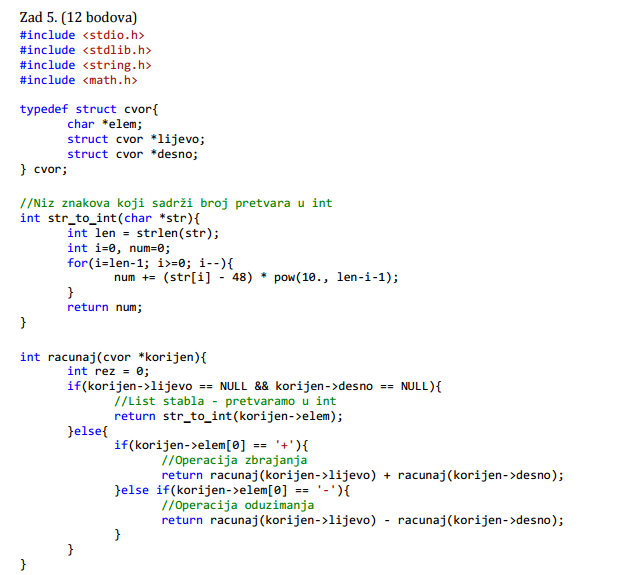 Zad 5. (12 bodova)
#include <stdio.h>
#include <stdlib.h>
#include <string.h>
#include <math.h>

typedef struct cvor{
      char *elem;
      struct cvor *lijevo;
      struct cvor *desno;
} cvor;

//Niz znakova koji sadrži broj pretvara u int
int str_to_int(char *str){
      int len = strlen(str);
      int i=0, num=0;
      for(i=len-1; i>=0; i--){
            num += (str[i] - 48) * pow(10., len-i-1);
      }
      return num;
}

int racunaj(cvor *korijen){
      int rez = 0;
      if(korijen->lijevo == NULL && korijen->desno == NULL){
            //List stabla - pretvaramo u int
            return str_to_int(korijen->elem);
      }else{
            if(korijen->elem[0] == '+'){
                  //Operacija zbrajanja
                  return racunaj(korijen->lijevo) + racunaj(korijen->desno);
            }else if(korijen->elem[0] == '-'){
                  //Operacija oduzimanja
                  return racunaj(korijen->lijevo) - racunaj(korijen->desno);
            }
      }
}